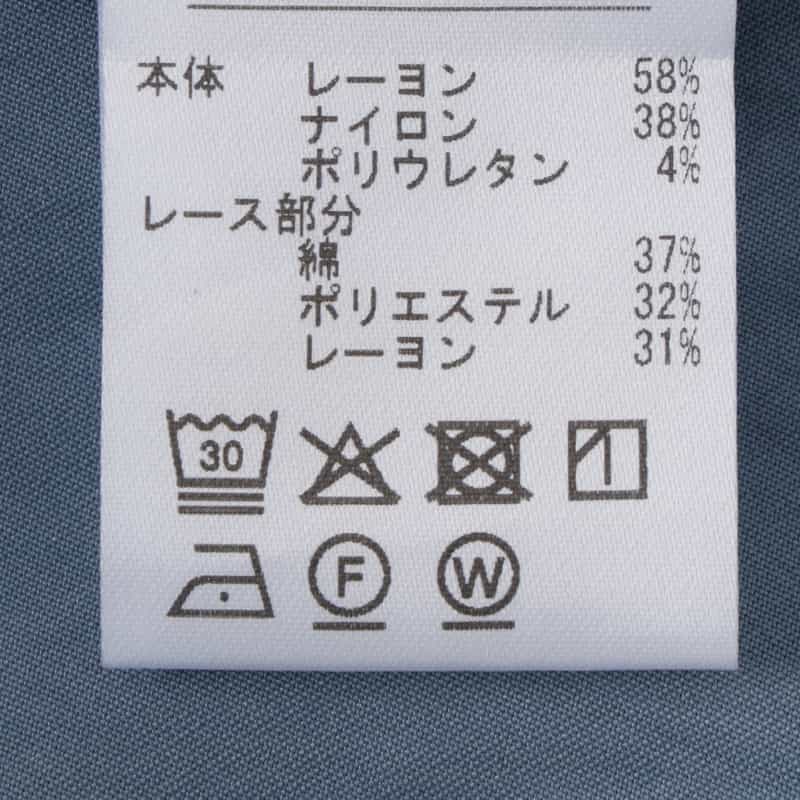 本体 レーヨン 58%
ナイロン 38%
ポリウレタン 4%
レース部分
綿 37%
ポリエステル 32%
レーヨン 31%
30
F W